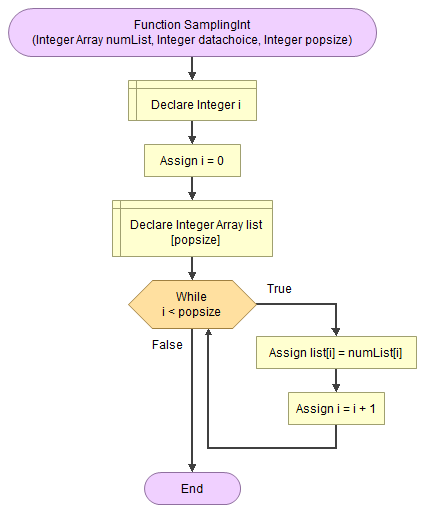 Function SamplingInt
(Integer Array numList, Integer datachoice, Integer popsize)
Declare Integer i
Assign i = 0
Declare Integer Array list
[popsize]
While
i < popsize
True
False
Assign list[i] = numList[i]
Assign i = i + 1
End